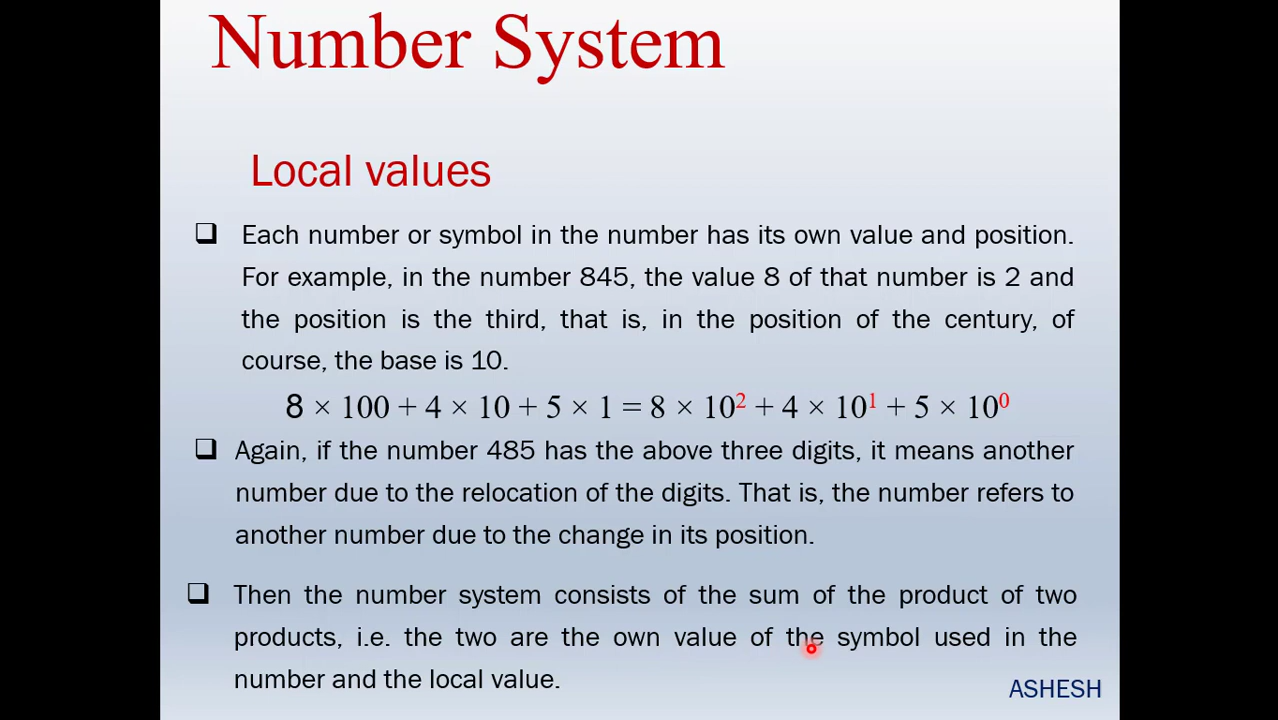 Number System
Local values
❑ Each number or symbol in the number has its own value and position.
For example, in the number 845, the value 8 of that number is 2 and
the position is the third, that is, in the position of the century, of
course, the base is 10.
8 × 100 + 4 × 10 + 5 × 1 = 8 × 10² + 4 × 10¹ + 5 × 10⁰
❑ Again, if the number 485 has the above three digits, it means another
number due to the relocation of the digits. That is, the number refers to
another number due to the change in its position.
❑ Then the number system consists of the sum of the product of two
products, i.e. the two are the own value of the symbol used in the
number and the local value.
ASHESH